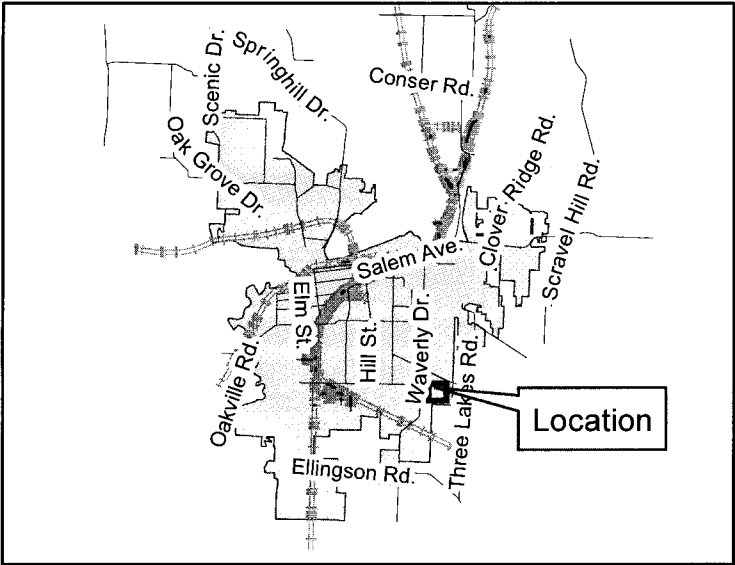 Conser Rd.
Scenic Dr.
Springhill Dr.
Oak Grove Dr.
Clover Ridge Rd.
Scravel Hill Rd.
Salem Ave.
Elm St.
Hill St.
Waverly Dr.
Oakville Rd.
Three Lakes Rd.
Location
Ellingson Rd.